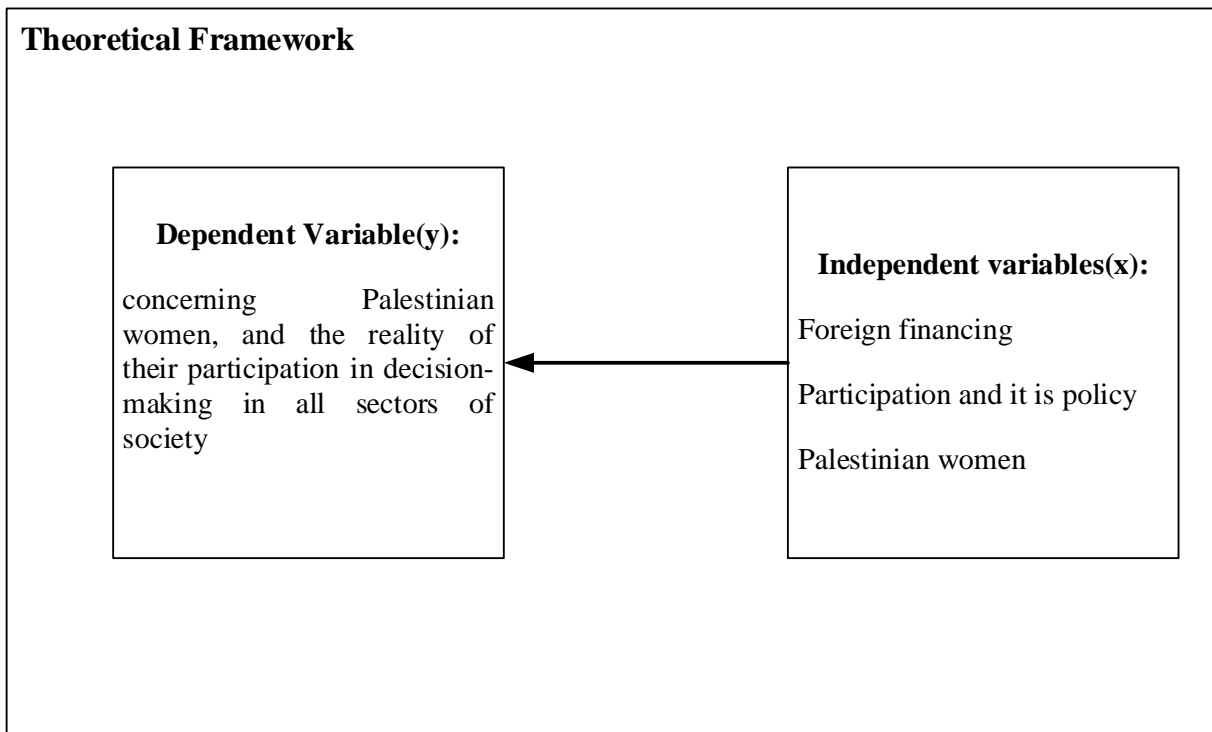 Theoretical Framework
Dependent Variable(y):
concerning Palestinian
women, and the reality of
their participation in decision-
making in all sectors of
society
Independent variables(x):
Foreign financing
Participation and it is policy
Palestinian women